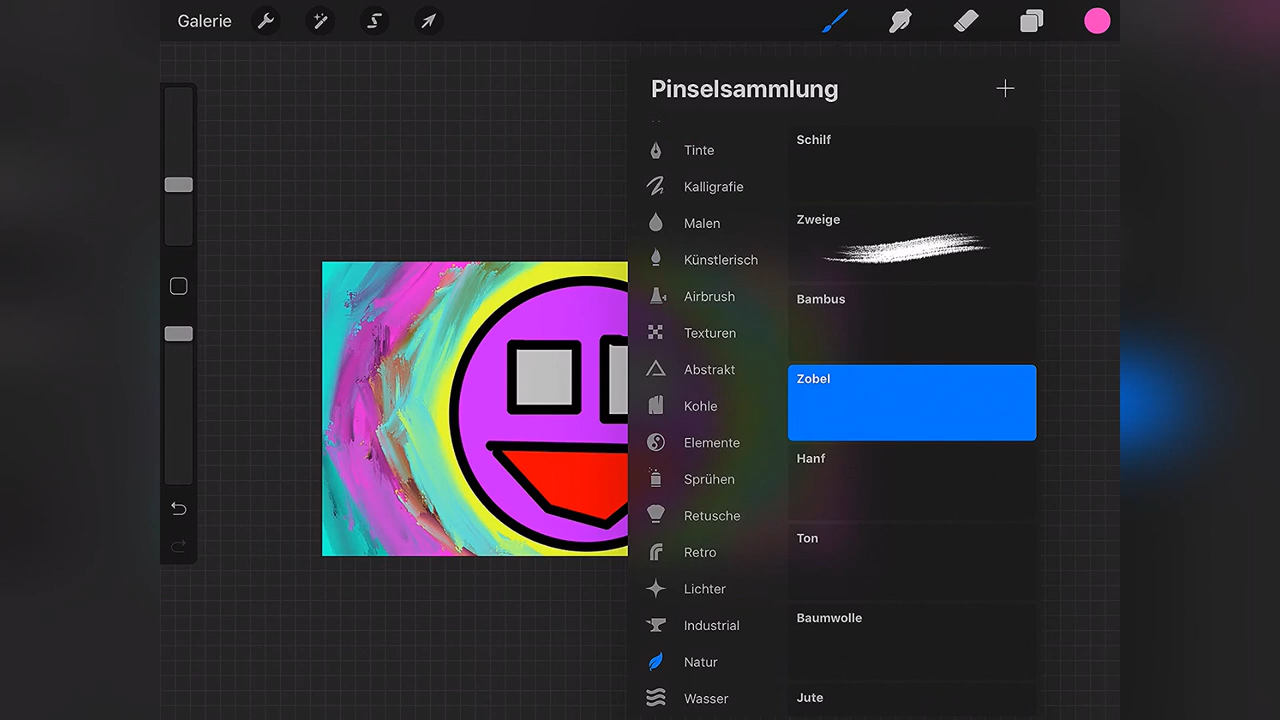 Galerie
Pinselsammlung
Tinte
Kalligrafie
Malen
Künstlerisch
Airbrush
Texturen
Abstrakt
Kohle
Elemente
Sprühen
Retusche
Retro
Lichter
Industrial
Natur
Wasser
Schilf
Zweige
Bambus
Zobel
Hanf
Ton
Baumwolle
Jute